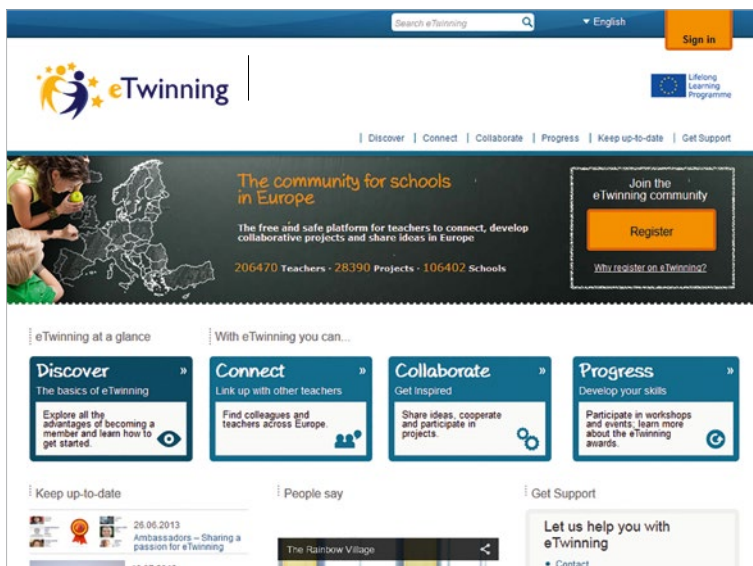 Search eTwinning
English
Sign in
eTwinning
Lifelong
Learning
Programme
Discover
Connect
Collaborate
Progress
Keep up-to-date
Get Support
The community for schools
in Europe
The free and safe platform for teachers to connect, develop
collaborative projects and share ideas in Europe
206470 Teachers · 28390 Projects · 106402 Schools
Join the
eTwinning community
Register
Why register on eTwinning?
eTwinning at a glance
With eTwinning you can...
Discover »
The basics of eTwinning
Explore all the
advantages of becoming a
member and learn how to
get started.
Connect »
Link up with other teachers
Find colleagues and
teachers across Europe.
Collaborate »
Get Inspired
Share ideas, cooperate
and participate in
projects.
Progress »
Develop your skills
Participate in workshops
and events; learn more
about the eTwinning
awards.
Keep up-to-date
26.06.2013
Ambassadors – Sharing a
passion for eTwinning
People say
The Rainbow Village
Get Support
Let us help you with
eTwinning
• Contact